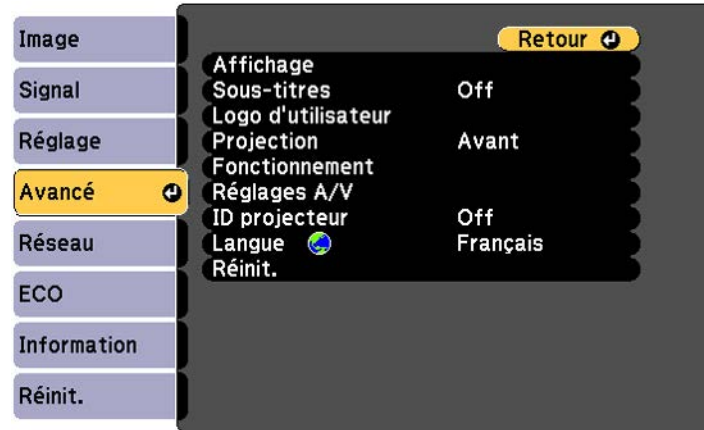 Image
Signal
Réglage
Avancé
Réseau
ECO
Information
Réinit.
Retour
Affichage
Sous-titres Off
Logo d'utilisateur
Projection Avant
Fonctionnement
Réglages A/V
ID projecteur Off
Langue Français
Réinit.